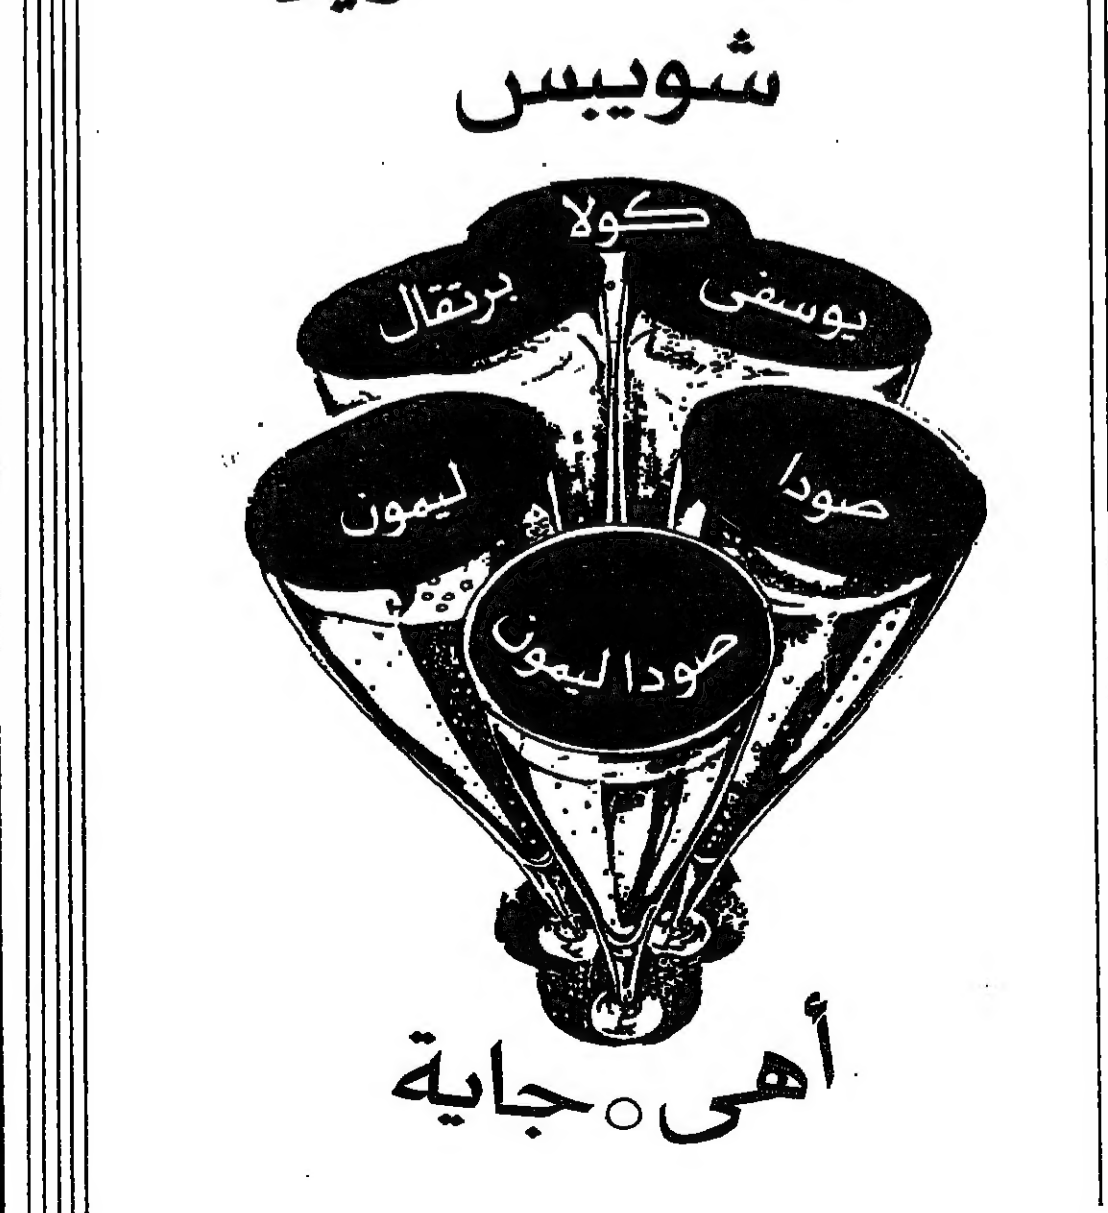 شويبس
كولا
يوسفى
برتقال
صودا
ليمون
صودا ليمون
أهى . جاية